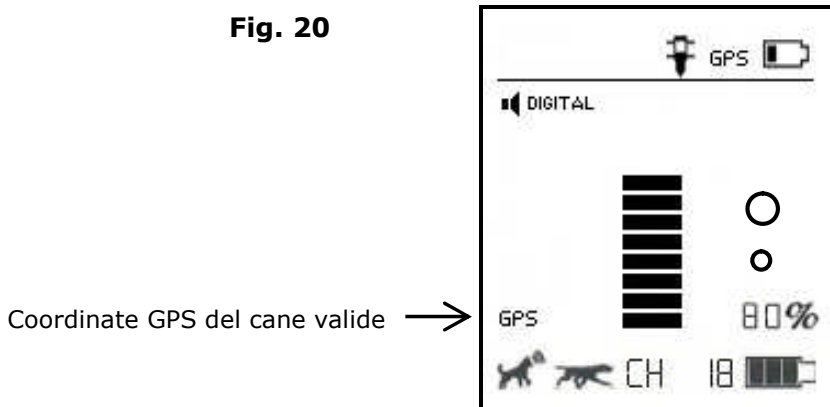 Fig. 20
GPS
DIGITAL
Coordinate GPS del cane valide
GPS
80%
CH 18